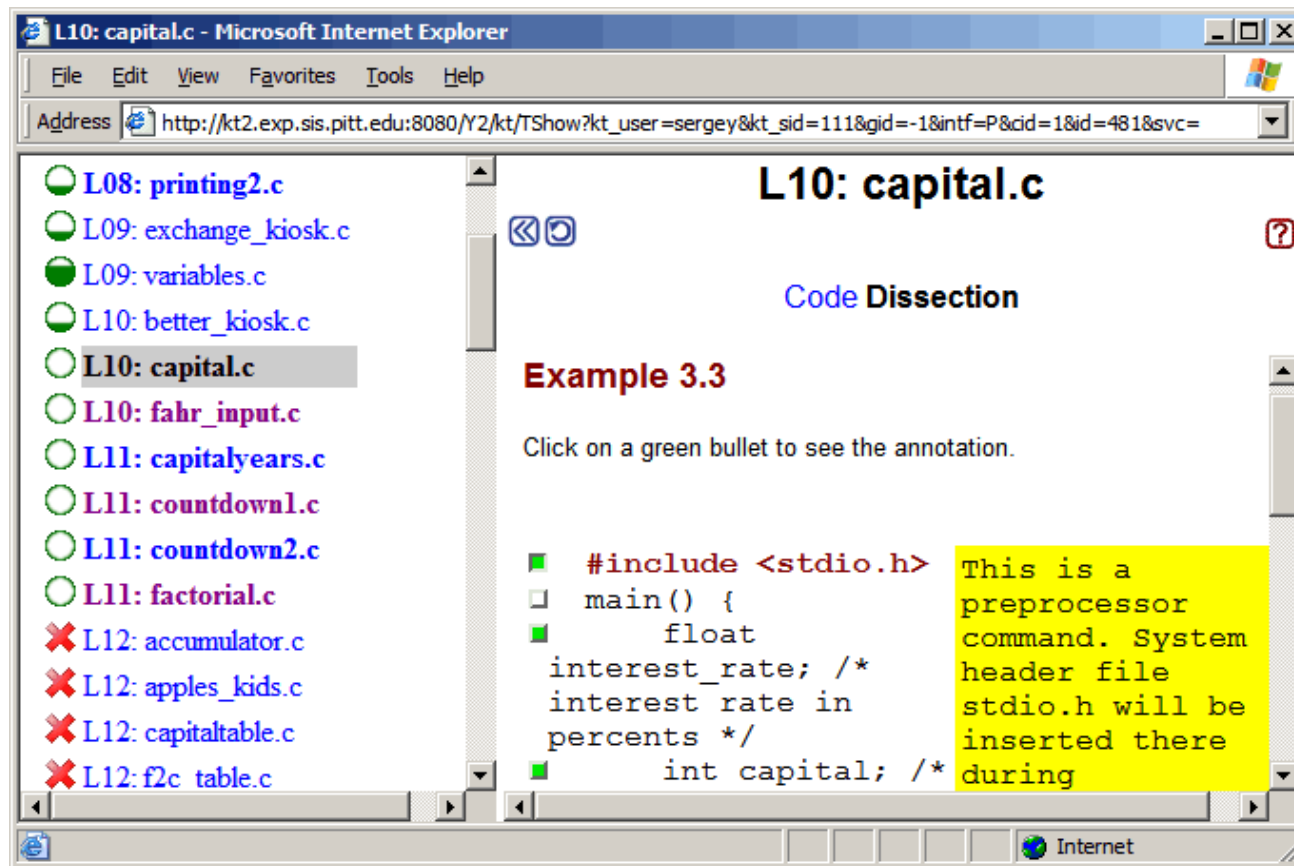 L10: capital.c - Microsoft Internet Explorer
File Edit View Favorites Tools Help
Address http://kt2.exp.sis.pitt.edu:8080/Y2/kt/TShow?kt_user=sergey&kt_sid=111&gid=-1&intf=P&cid=1&id=481&svc=
L08: printing2.c
L09: exchange_kiosk.c
L09: variables.c
L10: better_kiosk.c
L10: capital.c
L10: fahr_input.c
L11: capitalyears.c
L11: countdown1.c
L11: countdown2.c
L11: factorial.c
L12: accumulator.c
L12: apples_kids.c
L12: capitaltable.c
L12: f2c_table.c
L10: capital.c
?
Code Dissection
Example 3.3
Click on a green bullet to see the annotation.
#include <stdio.h>
main() {
float
interest_rate; /*
interest rate in
percents */
int capital; /*
This is a
preprocessor
command. System
header file
stdio.h will be
inserted there
during
Internet